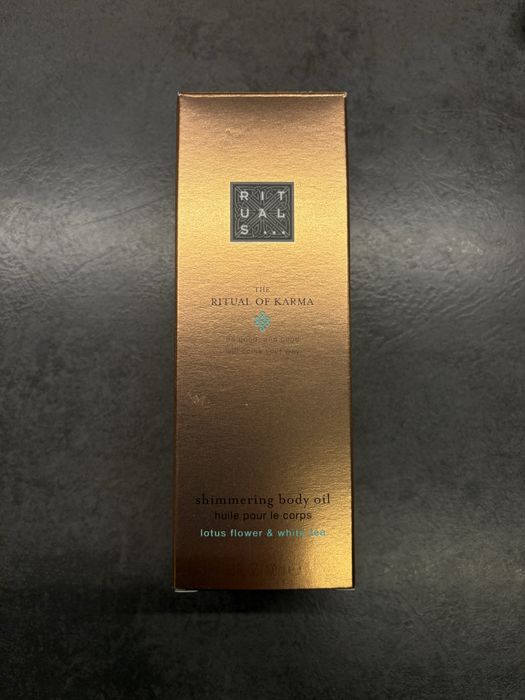 RIT
UAL
S...
THE
RITUAL OF KARMA
do good, and good
will come your way
shimmering body oil
huile pour le corps
lotus flower & white tea